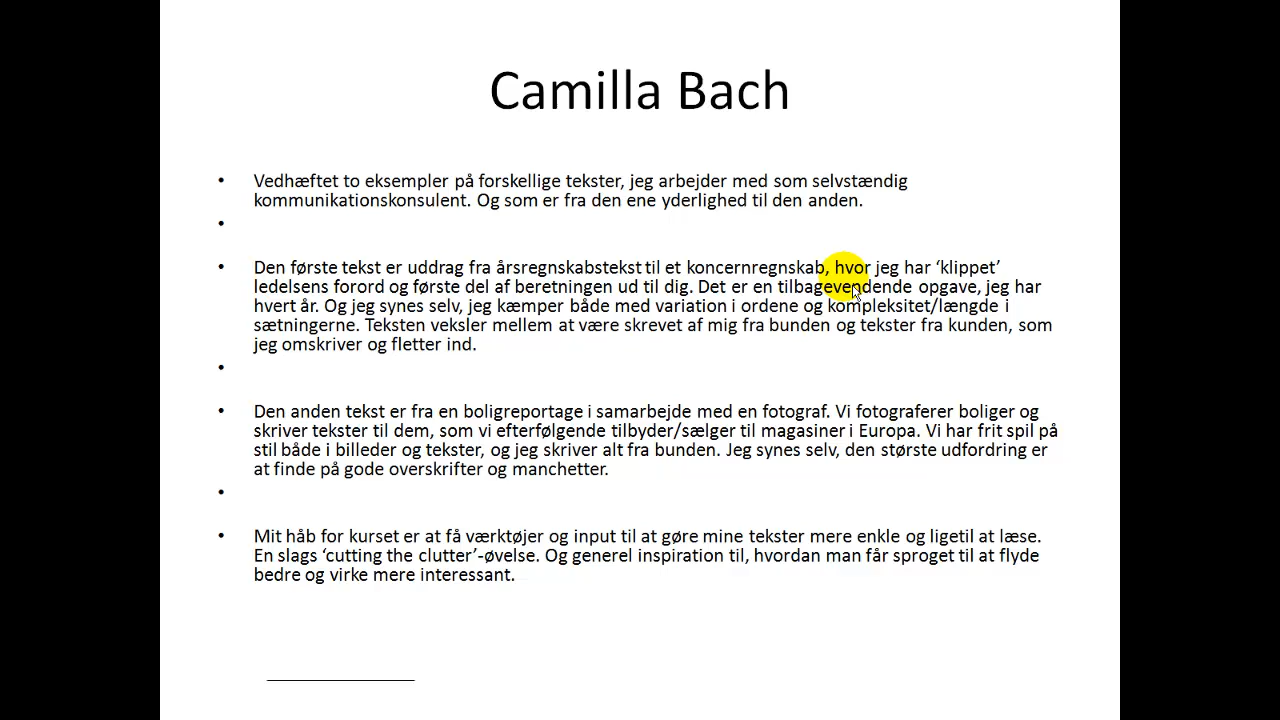 Camilla Bach
• Vedhæftet to eksempler på forskellige tekster, jeg arbejder med som selvstændig
kommunikationskonsulent. Og som er fra den ene yderlighed til den anden.
•
• Den første tekst er uddrag fra årsregnskabstekst til et koncernregnskab, hvor jeg har ‘klippet’
ledelsens forord og første del af beretningen ud til dig. Det er en tilbagevendende opgave, jeg har
hvert år. Og jeg synes selv, jeg kæmper både med variation i ordene og kompleksitet/længde i
sætningerne. Teksten veksler mellem at være skrevet af mig fra bunden og tekster fra kunden, som
jeg omskriver og fletter ind.
•
• Den anden tekst er fra en boligreportage i samarbejde med en fotograf. Vi fotograferer boliger og
skriver tekster til dem, som vi efterfølgende tilbyder/sælger til magasiner i Europa. Vi har frit spil på
stil både i billeder og tekster, og jeg skriver alt fra bunden. Jeg synes selv, den største udfordring er
at finde på gode overskrifter og manchetter.
•
• Mit håb for kurset er at få værktøjer og input til at gøre mine tekster mere enkle og ligetil at læse.
En slags ‘cutting the clutter’-øvelse. Og generel inspiration til, hvordan man får sproget til at flyde
bedre og virke mere interessant.